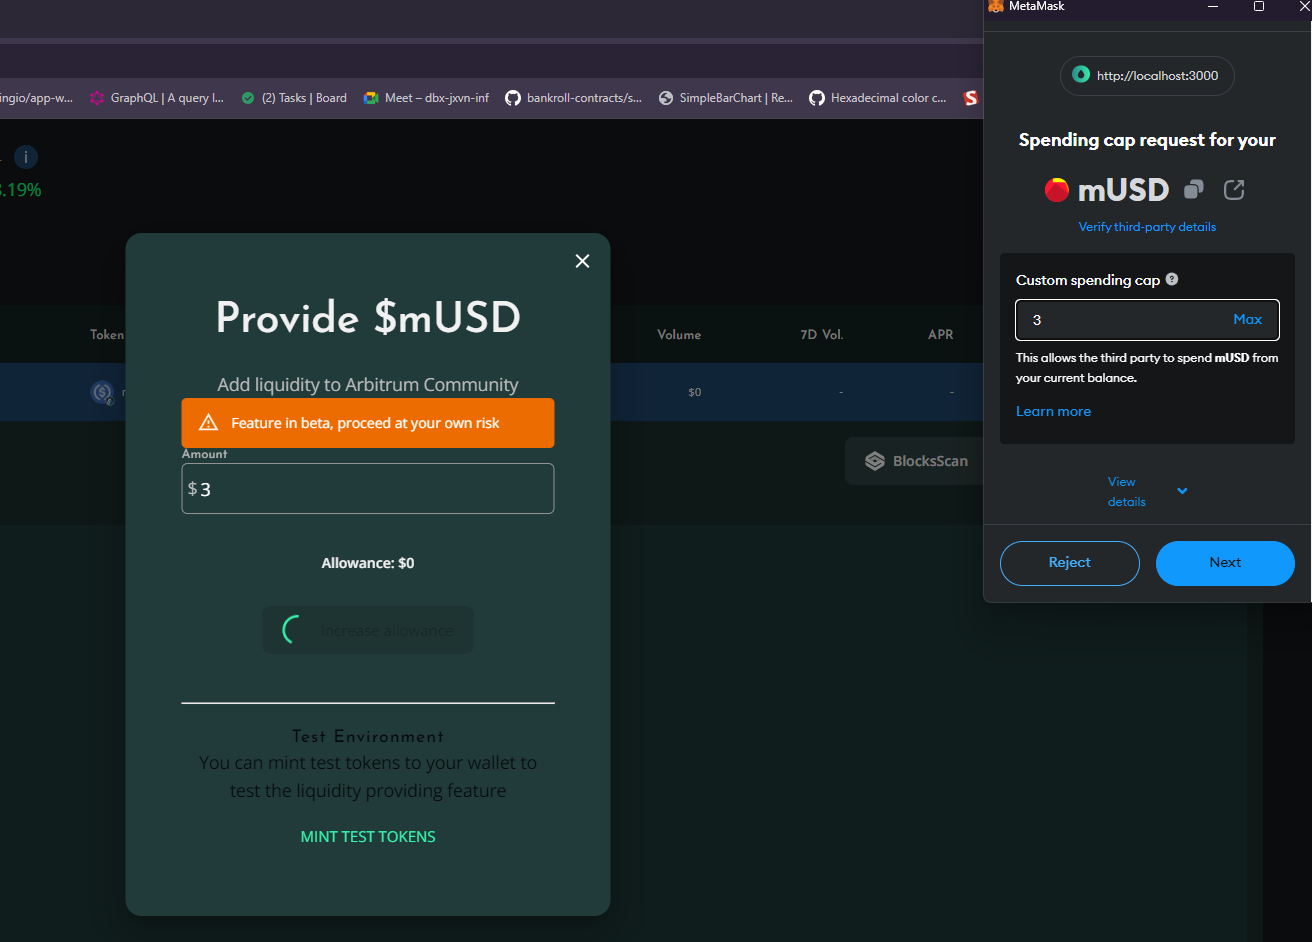 MetaMask
ingio/app-w...
GraphQL | A query l...
(2) Tasks | Board
Meet – dbx-jxvn-inf
bankroll-contracts/s...
SimpleBarChart | Re...
Hexadecimal color c...
S
i
3.19%
Token
Volume
7D Vol.
APR
$0
-
-
BlocksScan
Provide $mUSD
Add liquidity to Arbitrum Community
Feature in beta, proceed at your own risk
Amount
$ 3
Allowance: $0
Increase allowance
Test Environment
You can mint test tokens to your wallet to
test the liquidity providing feature
MINT TEST TOKENS
http://localhost:3000
Spending cap request for your
mUSD
Verify third-party details
Custom spending cap
3
Max
This allows the third party to spend mUSD from
your current balance.
Learn more
View
details
Reject
Next